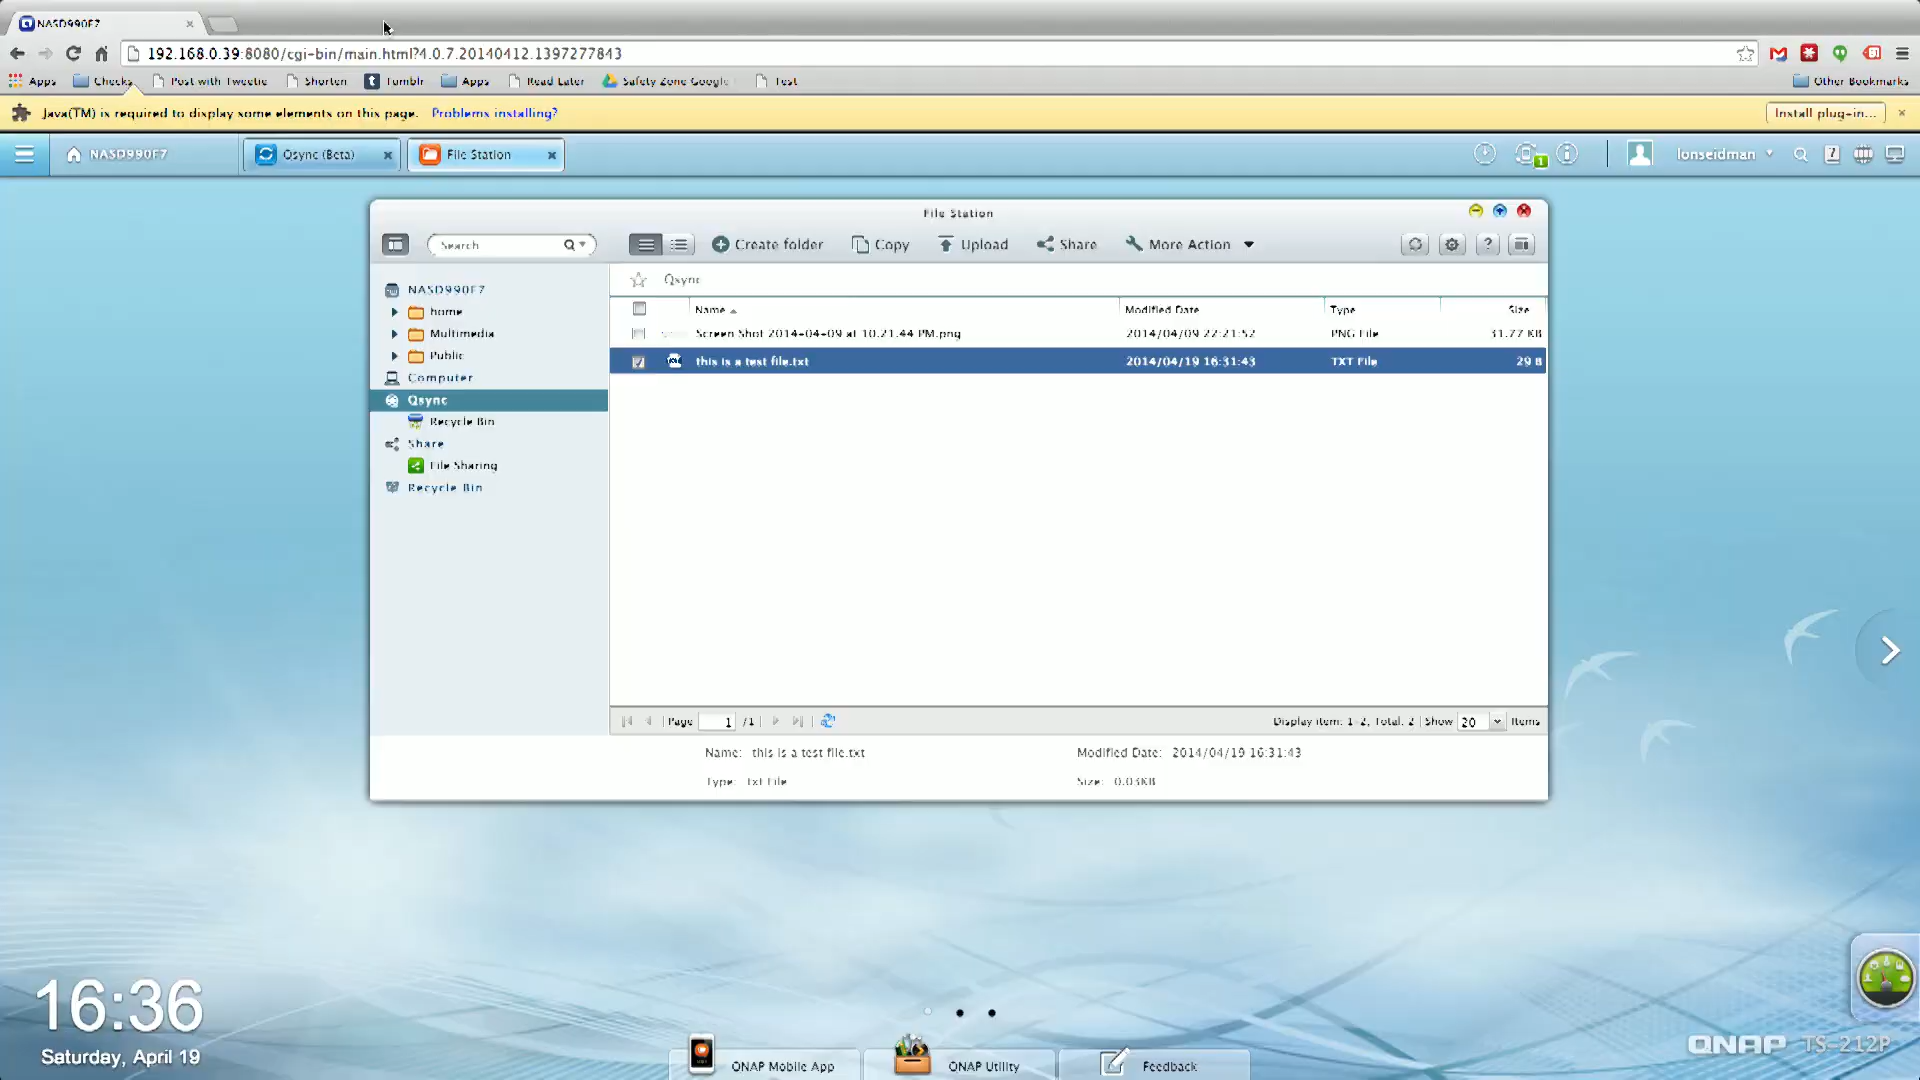 NASD990F7
192.168.0.39:8080/cgi-bin/main.html?4.0.7.20140412.1397277843
Apps Checks Post with Tweetie Shorten Tumblr Apps Read Later Safety Zone Google Test Other Bookmarks
Java(TM) is required to display some elements on this page. Problems installing? Install plug-in...
NASD990F7 Qsync (Beta) File Station 1 lonseidman
File Station
Search Create folder Copy Upload Share More Action
NASD990F7
home
Multimedia
Public
Computer
Qsync
Recycle Bin
Share
File Sharing
Recycle Bin
Qsync
Name Modified Date Type Size
Screen Shot 2014-04-09 at 10.21.44 PM.png 2014/04/09 22:21:52 PNG File 31.77 KB
this is a test file.txt 2014/04/19 16:31:43 TXT File 29 B
Page 1 /1 Display item: 1-2, Total: 2 Show 20 Items
Name: this is a test file.txt Modified Date: 2014/04/19 16:31:43
Type: txt File Size: 0.03KB
16:36
Saturday, April 19
QNAP TS-212P
QNAP Mobile App QNAP Utility Feedback